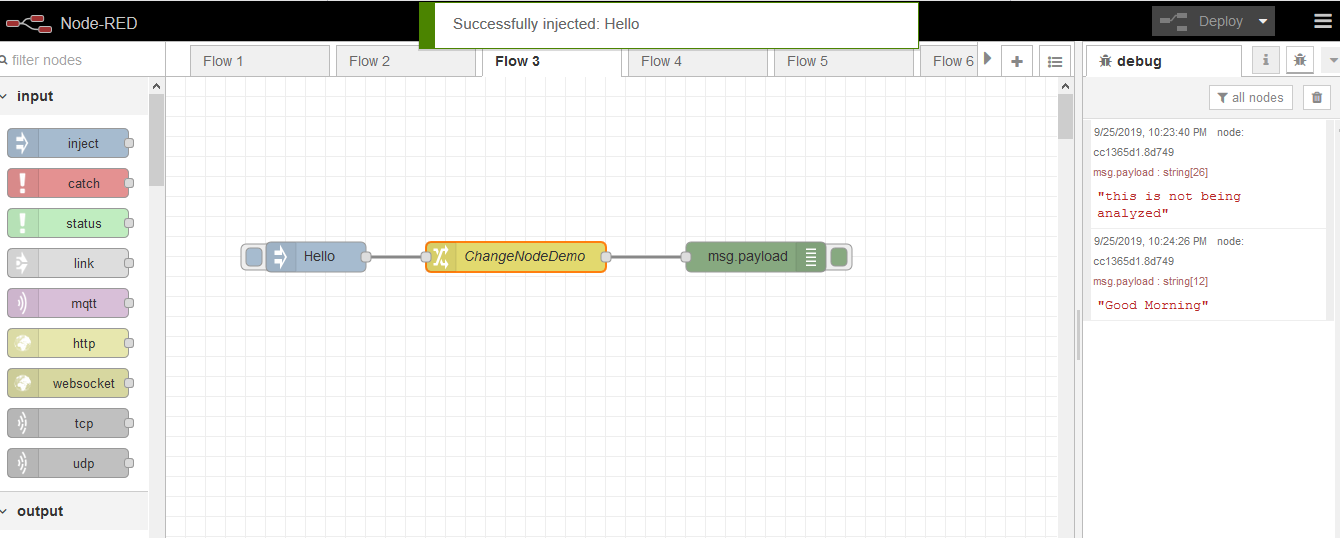 Node-RED
Successfully injected: Hello
Deploy
filter nodes
Flow 1
Flow 2
Flow 3
Flow 4
Flow 5
Flow 6
debug
i
all nodes
input
inject
catch
status
link
mqtt
http
websocket
tcp
udp
output
Hello
ChangeNodeDemo
msg.payload
9/25/2019, 10:23:40 PM node:
cc1365d1.8d749
msg.payload : string[26]
"this is not being
analyzed"
9/25/2019, 10:24:26 PM node:
cc1365d1.8d749
msg.payload : string[12]
"Good Morning"